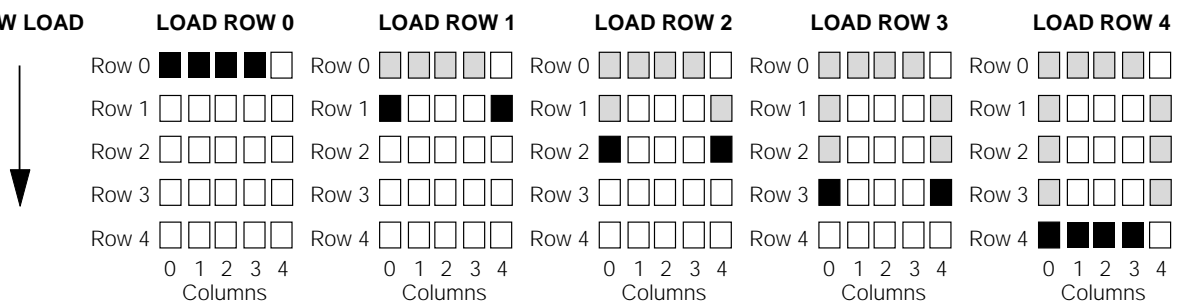 W LOAD LOAD ROW 0 LOAD ROW 1 LOAD ROW 2 LOAD ROW 3 LOAD ROW 4
Row 0 Row 0 Row 0 Row 0 Row 0
Row 1 Row 1 Row 1 Row 1 Row 1
Row 2 Row 2 Row 2 Row 2 Row 2
Row 3 Row 3 Row 3 Row 3 Row 3
Row 4 Row 4 Row 4 Row 4 Row 4
0 1 2 3 4 0 1 2 3 4 0 1 2 3 4 0 1 2 3 4 0 1 2 3 4
Columns Columns Columns Columns Columns